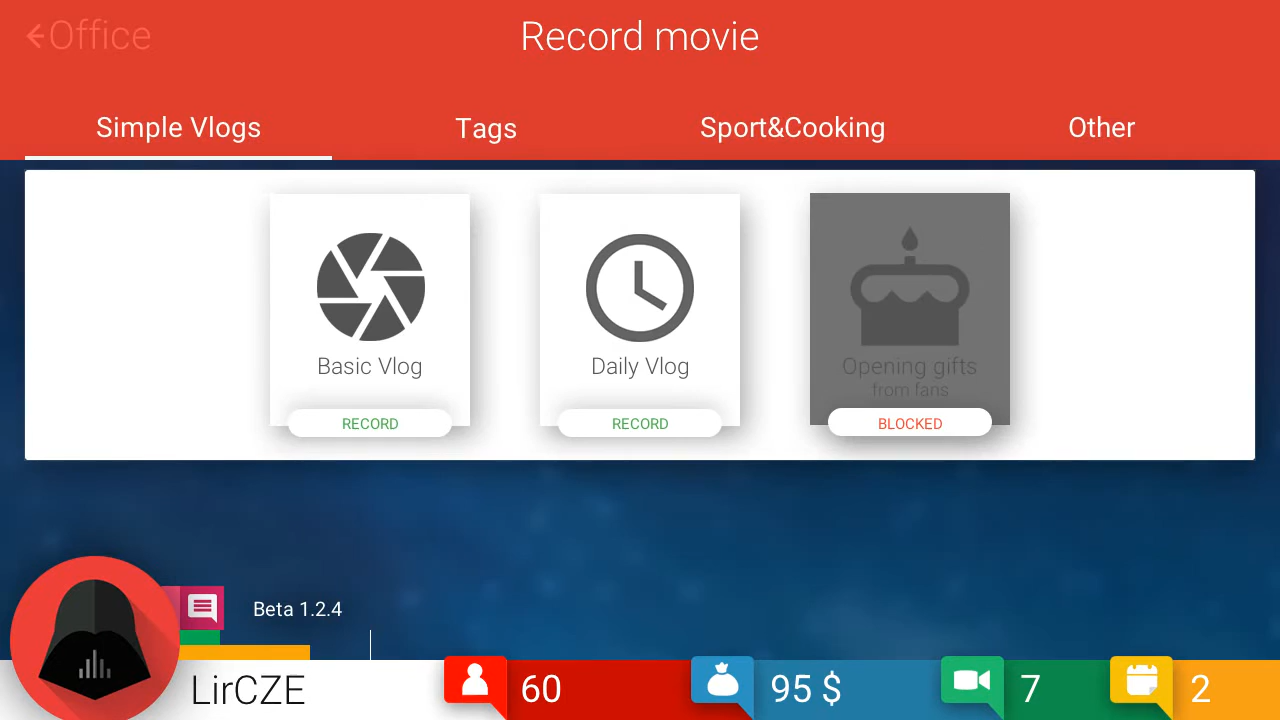 Office
Record movie
Simple Vlogs
Tags
Sport&Cooking
Other
Basic Vlog
RECORD
Daily Vlog
RECORD
Opening gifts
from fans
BLOCKED
Beta 1.2.4
LirCZE
60
95 $
7
2